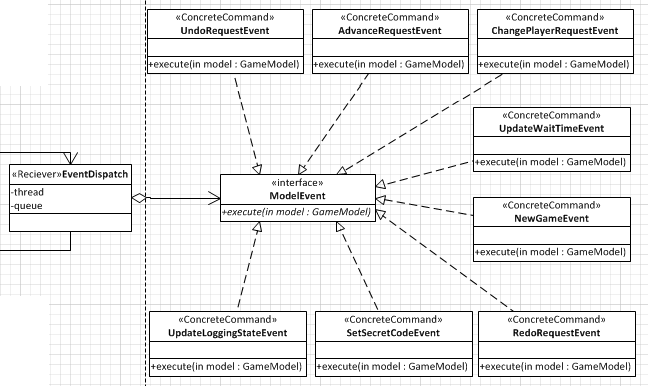 «ConcreteCommand»
UndoRequestEvent
+execute(in model : GameModel)
«ConcreteCommand»
AdvanceRequestEvent
+execute(in model : GameModel)
«ConcreteCommand»
ChangePlayerRequestEvent
+execute(in model : GameModel)
«ConcreteCommand»
UpdateWaitTimeEvent
+execute(in model : GameModel)
«Reciever»EventDispatch
-thread
-queue
«interface»
ModelEvent
+execute(in model : GameModel)
«ConcreteCommand»
NewGameEvent
+execute(in model : GameModel)
«ConcreteCommand»
UpdateLoggingStateEvent
+execute(in model : GameModel)
«ConcreteCommand»
SetSecretCodeEvent
+execute(in model : GameModel)
«ConcreteCommand»
RedoRequestEvent
+execute(in model : GameModel)